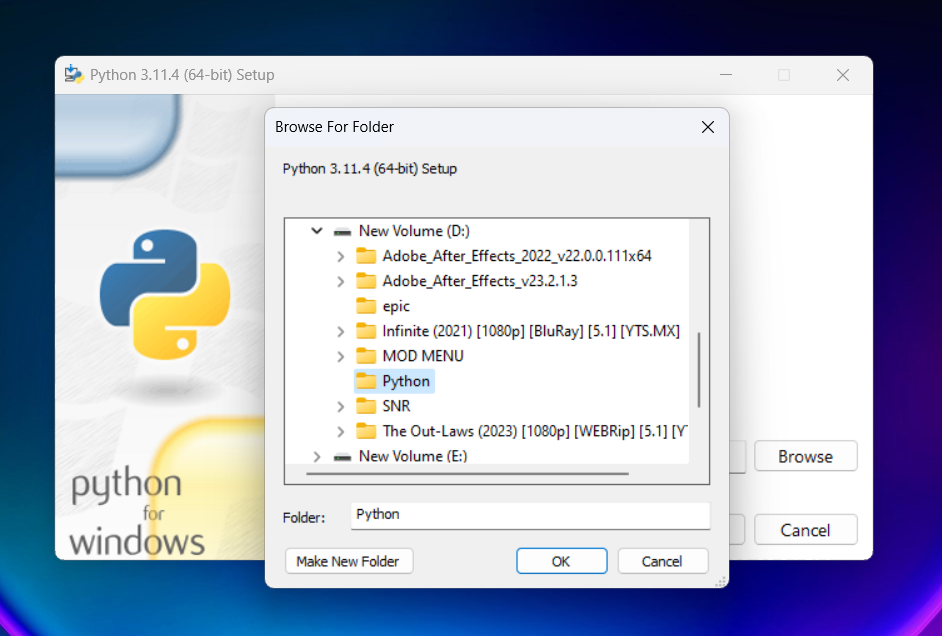 Python 3.11.4 (64-bit) Setup
Browse For Folder
Python 3.11.4 (64-bit) Setup
New Volume (D:)
Adobe_After_Effects_2022_v22.0.0.111x64
Adobe_After_Effects_v23.2.1.3
epic
Infinite (2021) [1080p] [BluRay] [5.1] [YTS.MX]
MOD MENU
Python
SNR
The Out-Laws (2023) [1080p] [WEBRip] [5.1] [Y
New Volume (E:)
Browse
Folder: Python
Cancel
Make New Folder OK Cancel
python
for
windows